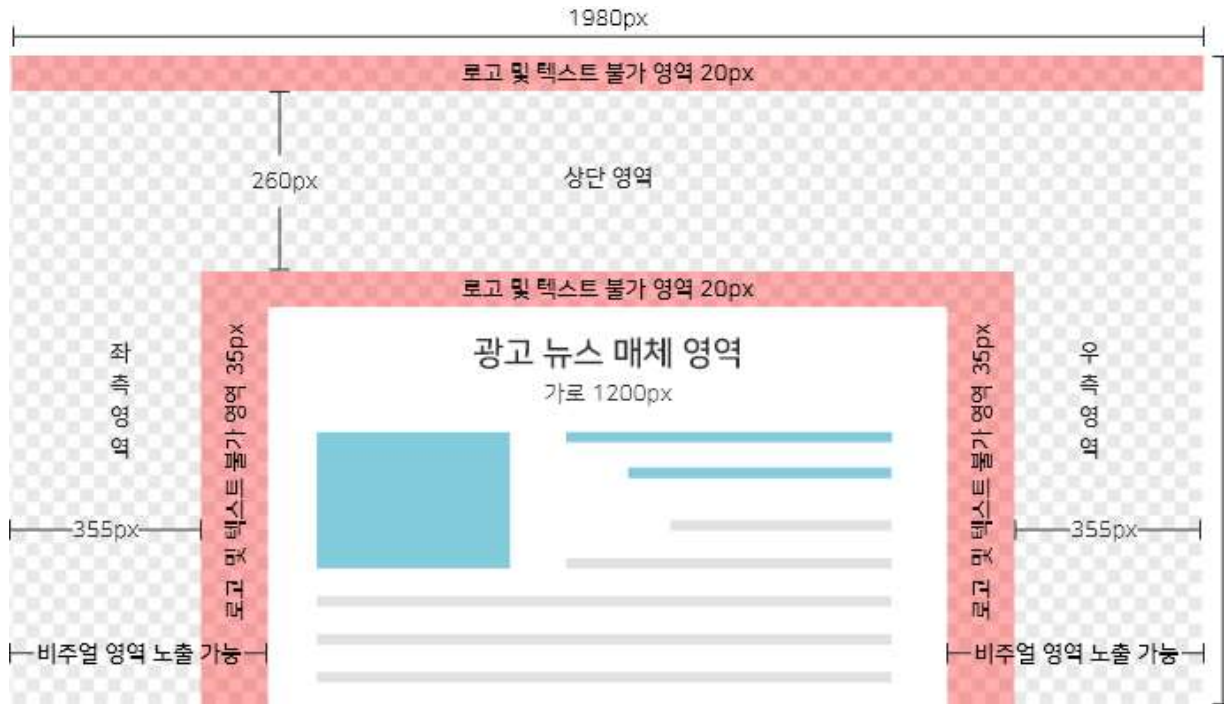 1980px
로고 및 텍스트 불가 영역 20px
260px
상단 영역
로고 및 텍스트 불가 영역 20px
광고 뉴스 매체 영역
가로 1200px
좌측영역
로고 및 텍스트 불가 영역 35px
로고 및 텍스트 불가 영역 35px
우측영역
355px
355px
비주얼 영역 노출 가능
비주얼 영역 노출 가능